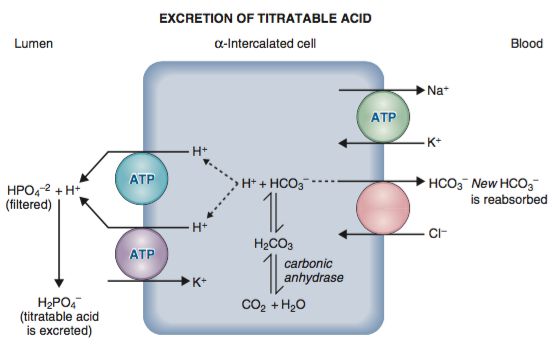 EXCRETION OF TITRATABLE ACID
Lumen
α-Intercalated cell
Blood
Na⁺
ATP
K⁺
H⁺
ATP
HPO₄⁻² + H⁺
(filtered)
H⁺ + HCO₃⁻
HCO₃⁻ New HCO₃⁻
is reabsorbed
H⁺
Cl⁻
H₂CO₃
ATP
carbonic
anhydrase
K⁺
H₂PO₄⁻
(titratable acid
is excreted)
CO₂ + H₂O